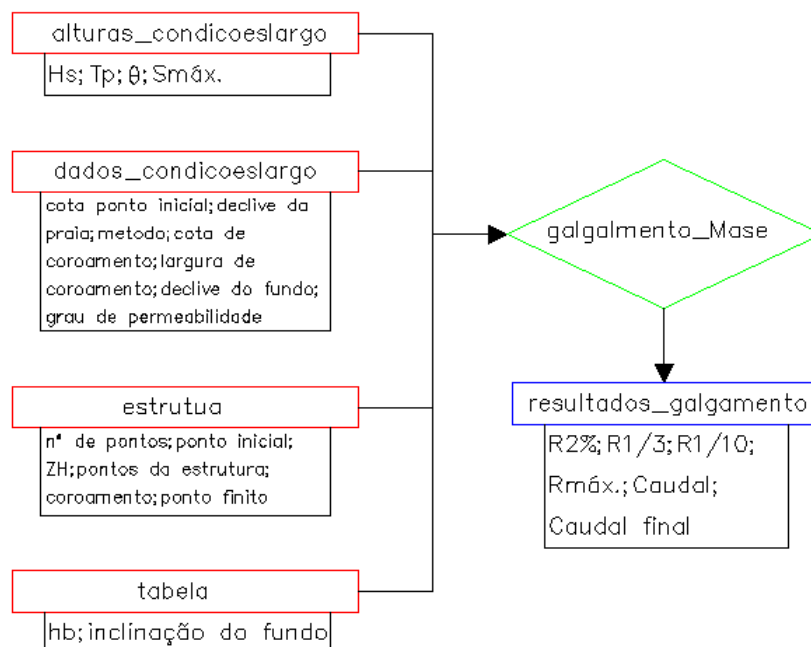 alturas_condicoeslargo
Hs; Tp; θ; Smáx.
dados_condicoeslargo
cota ponto inicial; declive da
praia; metodo; cota de
coroamento; largura de
coroamento; declive do fundo;
grau de permeabilidade
estrutua
n° de pontos; ponto inicial;
ZH; pontos da estrutura;
coroamento; ponto finito
tabela
hb; inclinação do fundo
galgalmento_Mase
resultados_galgamento
R2%; R1/3; R1/10;
Rmáx.; Caudal;
Caudal final